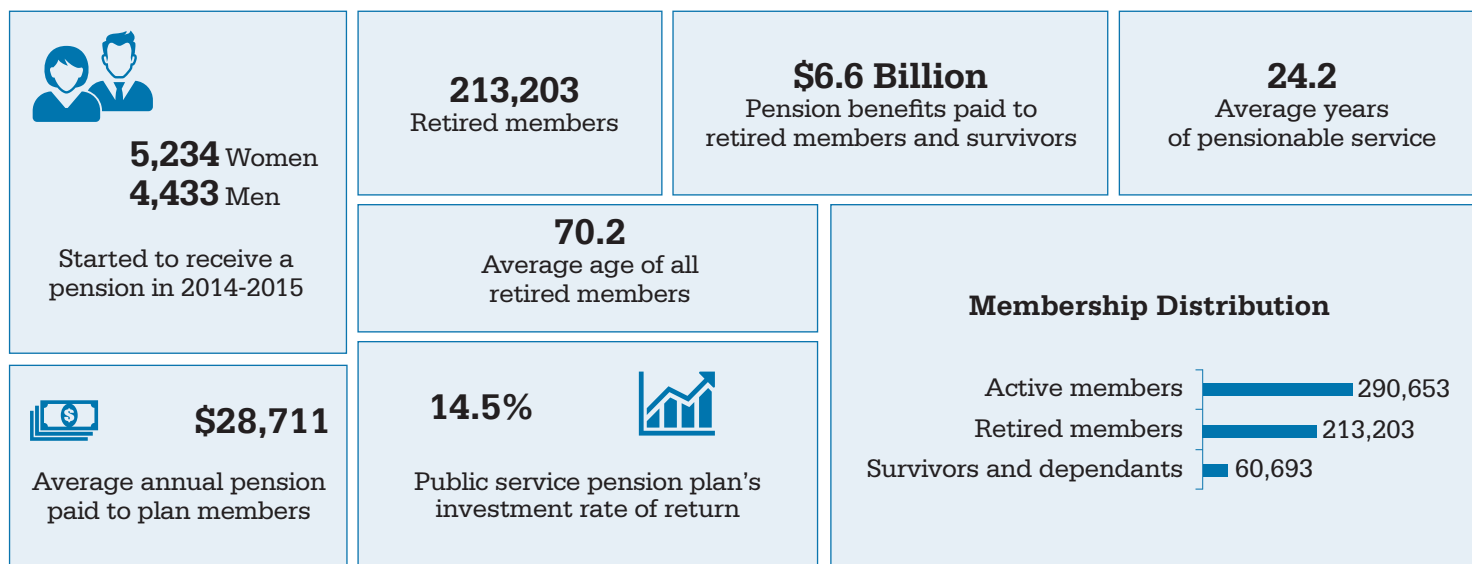 5,234 Women
4,433 Men
Started to receive a
pension in 2014-2015
213,203
Retired members
$6.6 Billion
Pension benefits paid to
retired members and survivors
24.2
Average years
of pensionable service
70.2
Average age of all
retired members
$28,711
Average annual pension
paid to plan members
14.5%
Public service pension plan’s
investment rate of return
Membership Distribution
Active members 290,653
Retired members 213,203
Survivors and dependants 60,693